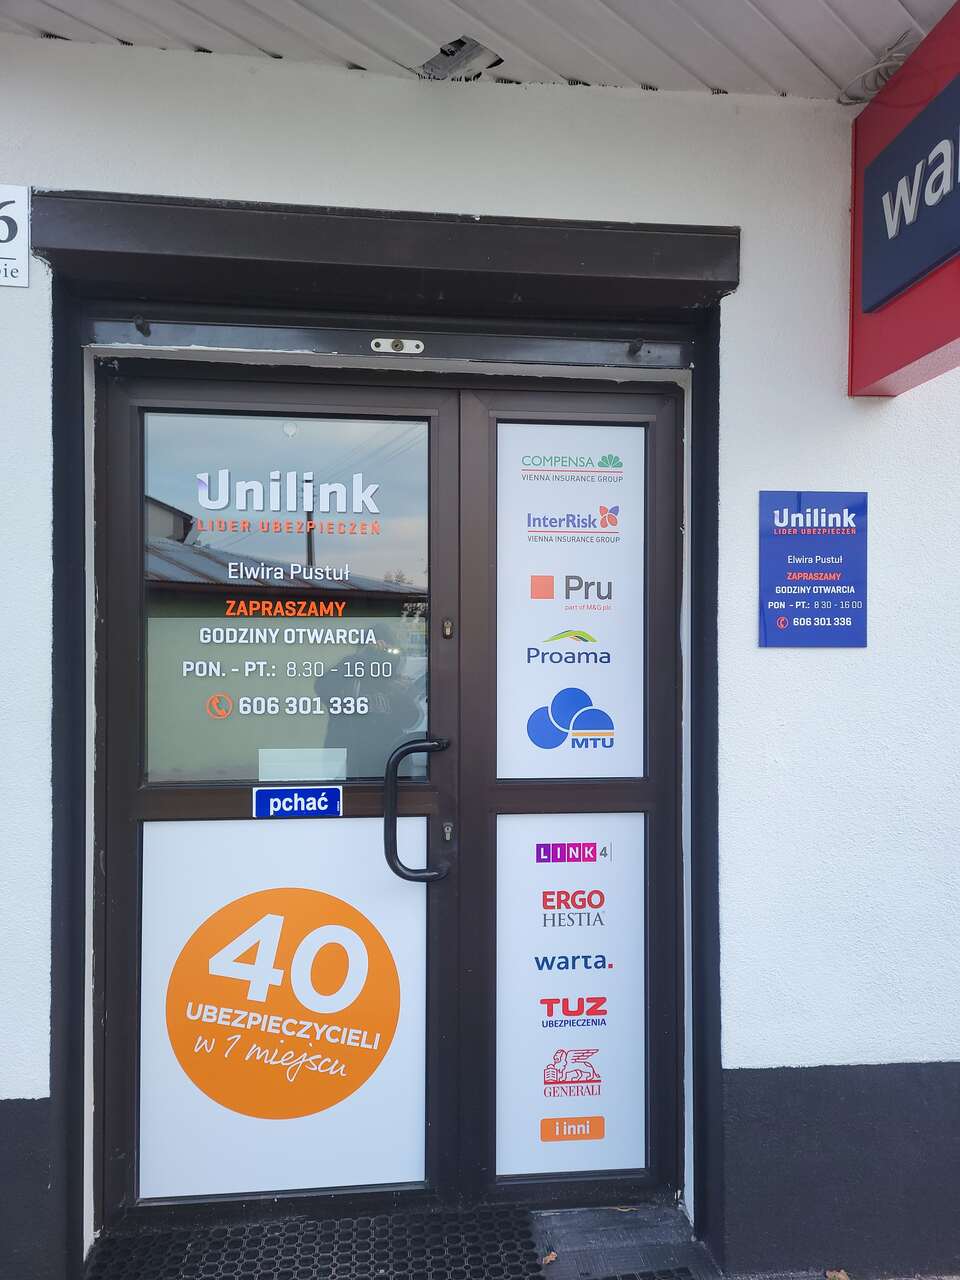 6
Unilink
LIDER UBEZPIECZEŃ
Elwira Pustuł
ZAPRASZAMY
GODZINY OTWARCIA
PON. - PT.: 8.30 - 16 00
606 301 336
pchać
40
UBEZPIECZYCIELI
w 1 miejscu
COMPENSA
VIENNA INSURANCE GROUP
InterRisk
VIENNA INSURANCE GROUP
Pru
part of M&G plc
Proama
MTU
LINK4
ERGO
HESTIA
warta.
TUZ
UBEZPIECZENIA
GENERALI
i inni
Unilink
LIDER UBEZPIECZEŃ
Elwira Pustuł
ZAPRASZAMY
GODZINY OTWARCIA
PON - PT.: 8 30 - 16 00
606 301 336
wa